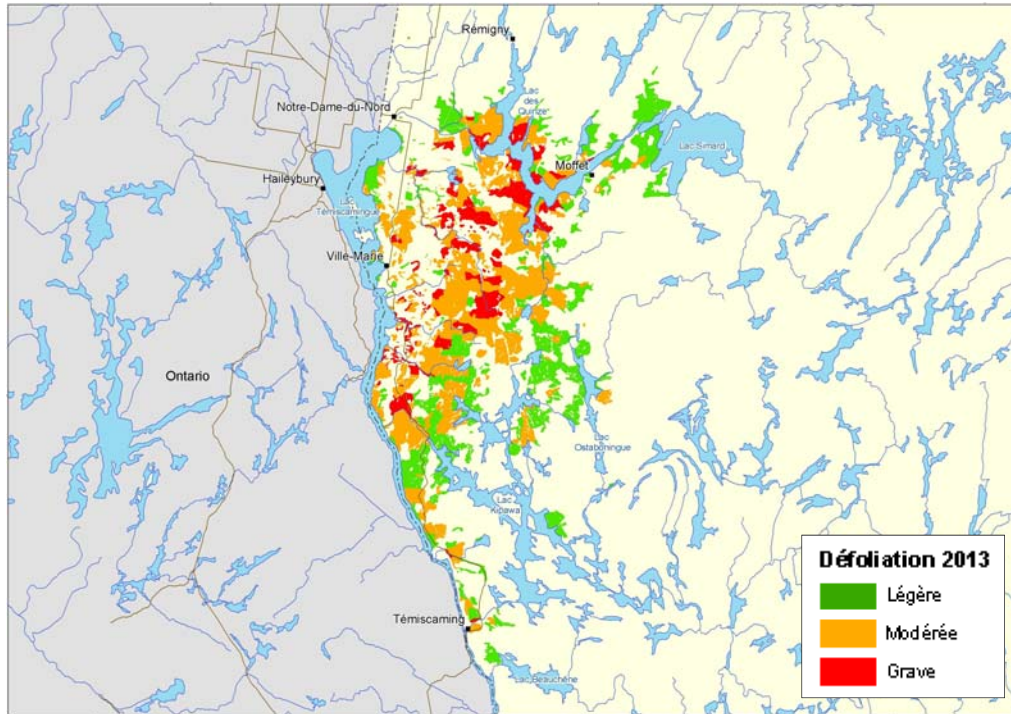 Rémigny
Lac
des
Quinze
Notre-Dame-du-Nord
Lac Simard
Moffet
Haileybury
Lac
Témiscamingue
Ville-Marie
Ontario
Lac
Ostaboningue
Lac
Kipawa
Témiscaming
Lac Beauchêne
Défoliation 2013
Légère
Modérée
Grave